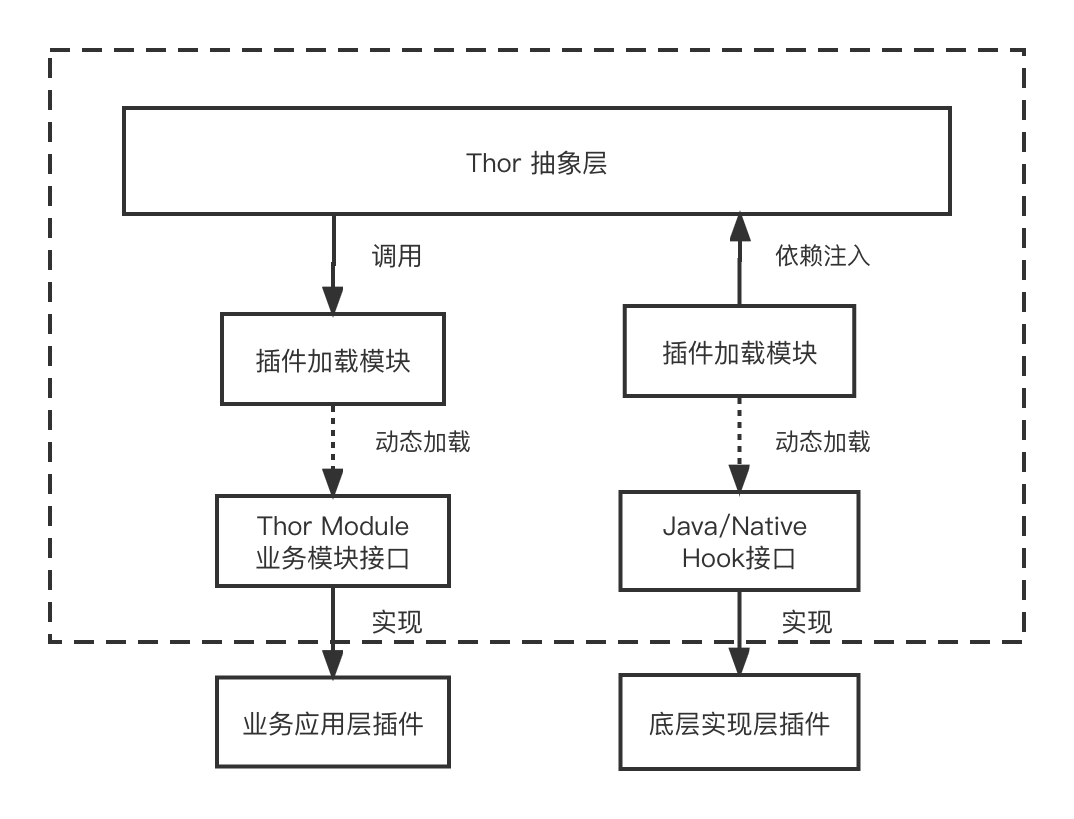 Thor 抽象层
调用
依赖注入
插件加载模块
插件加载模块
动态加载
动态加载
Thor Module
业务模块接口
Java/Native
Hook接口
实现
实现
业务应用层插件
底层实现层插件